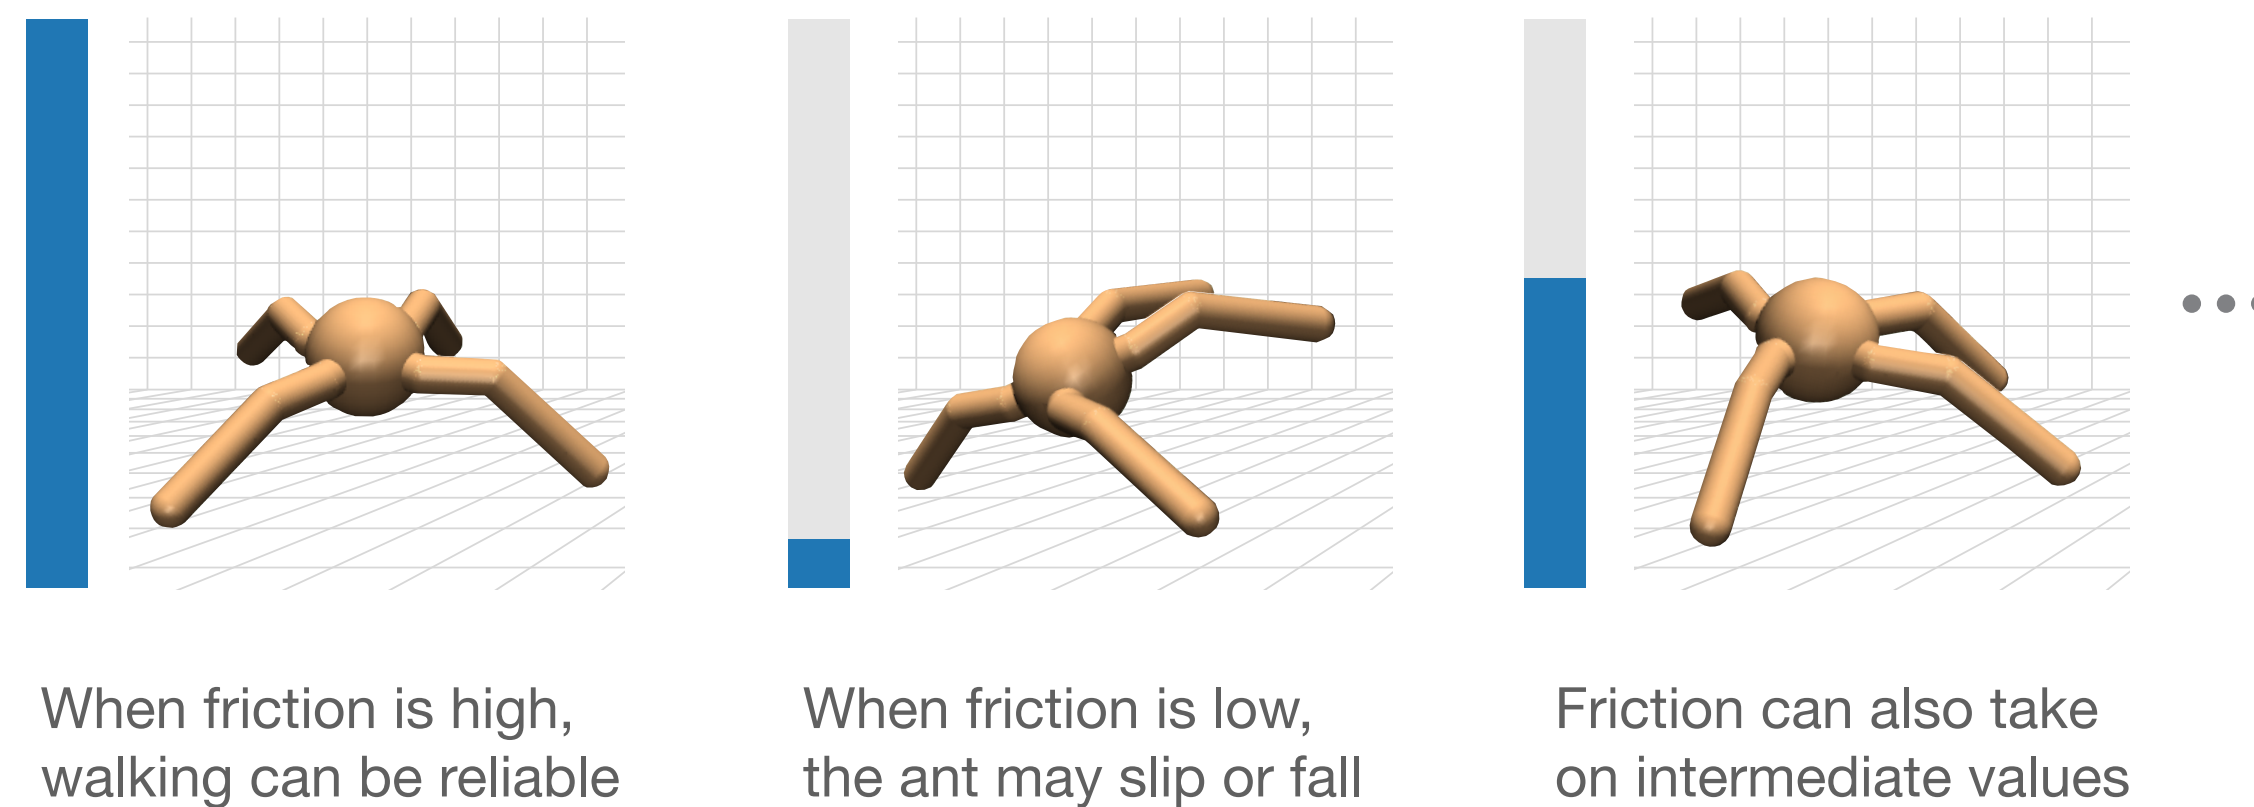 When friction is high,
walking can be reliable
When friction is low,
the ant may slip or fall
Friction can also take
on intermediate values